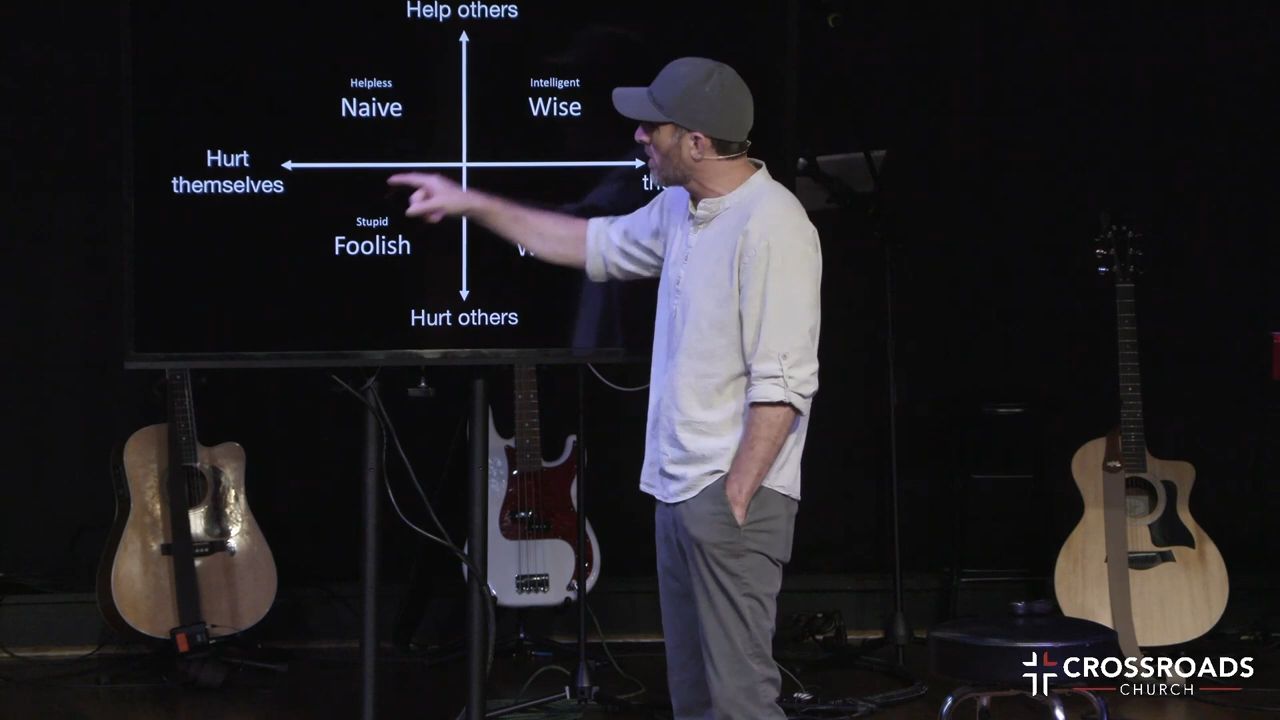 Help others
Helpless
Naive
Intelligent
Wise
Hurt
themselves
Stupid
Foolish
Hurt others
CROSSROADS
CHURCH